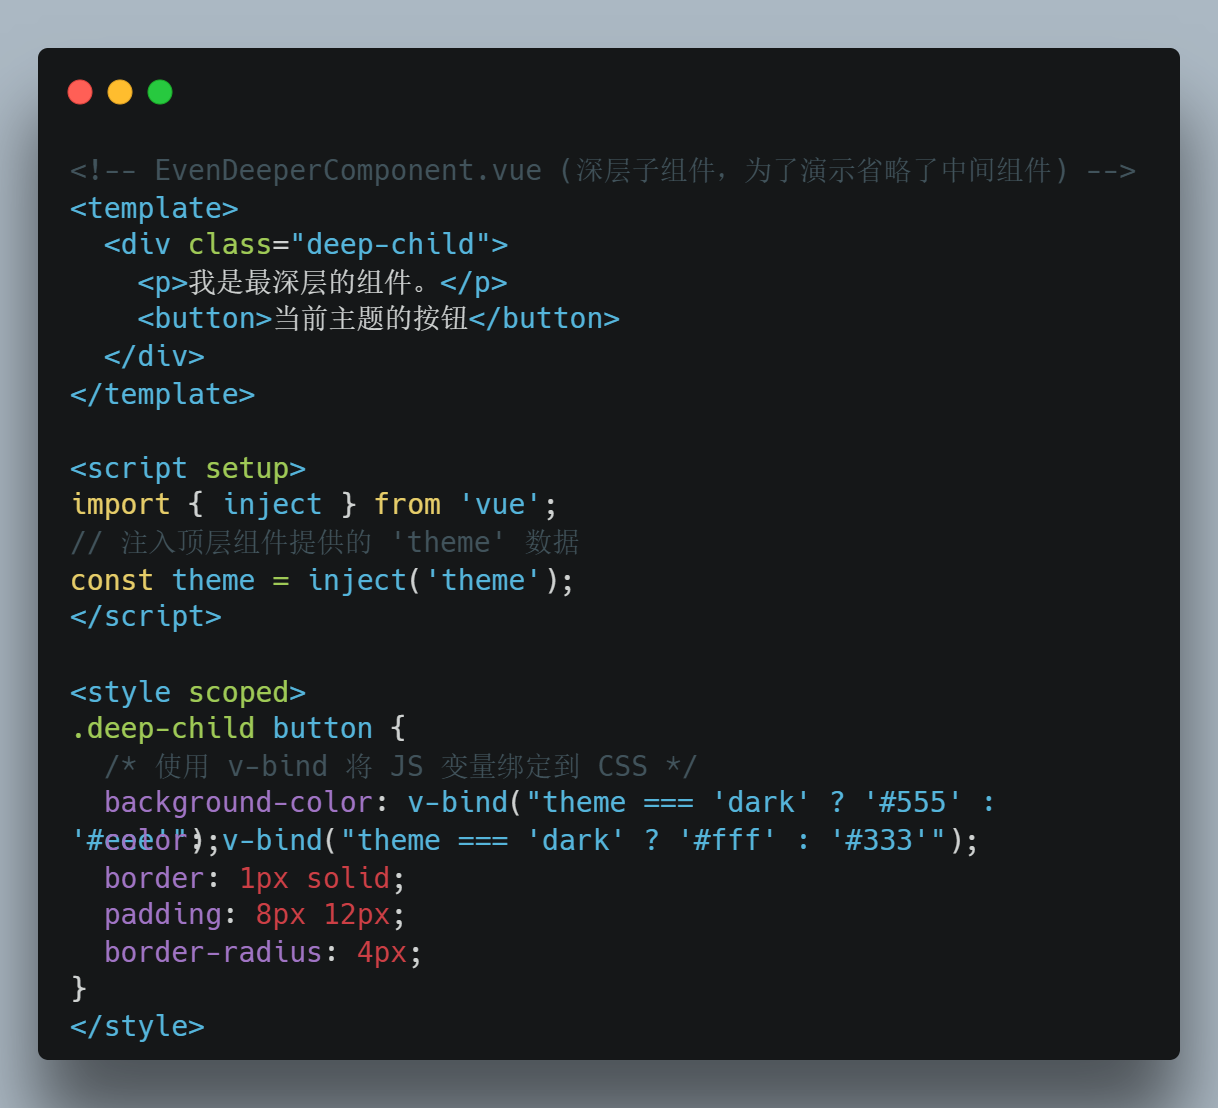 <!-- EvenDeeperComponent.vue (深层子组件，为了演示省略了中间组件) -->
<template>
  <div class="deep-child">
    <p>我是最深层的组件。</p>
    <button>当前主题的按钮</button>
  </div>
</template>

<script setup>
import { inject } from 'vue';
// 注入顶层组件提供的 'theme' 数据
const theme = inject('theme');
</script>

<style scoped>
.deep-child button {
  /* 使用 v-bind 将 JS 变量绑定到 CSS */
  background-color: v-bind("theme === 'dark' ? '#555' :
'#eee'");
  color: v-bind("theme === 'dark' ? '#fff' : '#333'");
  border: 1px solid;
  padding: 8px 12px;
  border-radius: 4px;
}
</style>